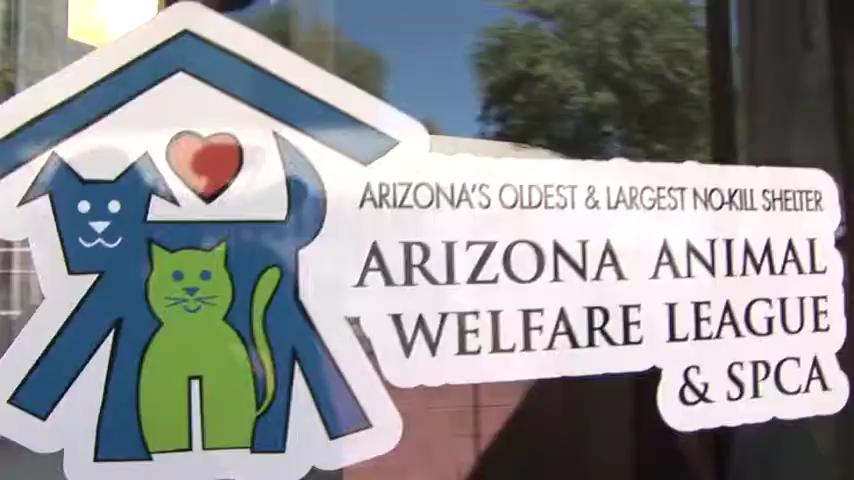 ARIZONA'S OLDEST & LARGEST NO-KILL SHELTER
ARIZONA ANIMAL
WELFARE LEAGUE
& SPCA